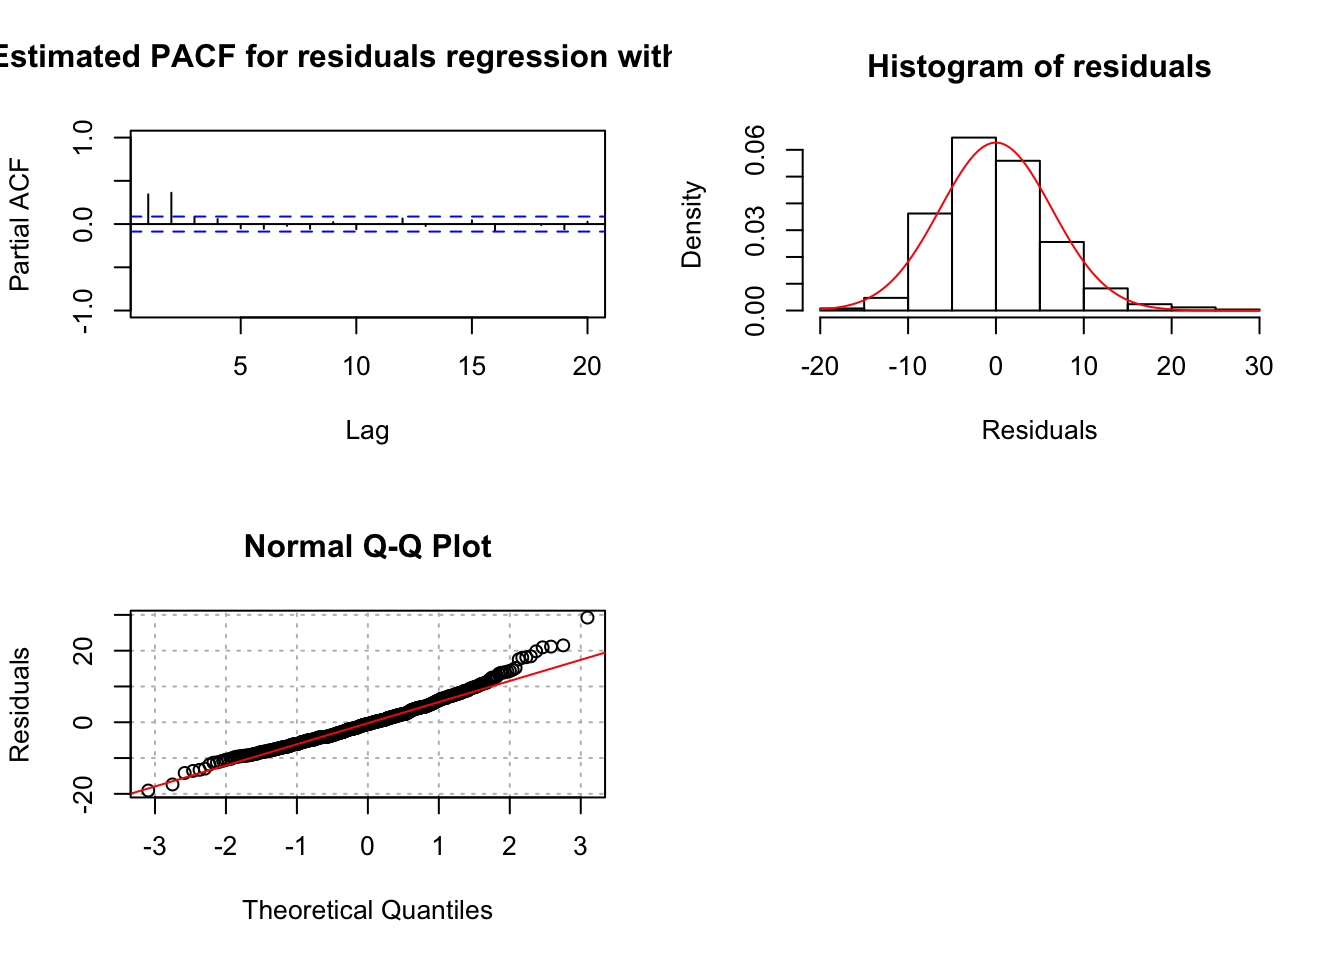 Estimated PACF for residuals regression with
Partial ACF
1.0
0.0
-1.0
5 10 15 20
Lag
Histogram of residuals
Density
0.06
0.03
0.00
-20 -10 0 10 20 30
Residuals
Normal Q-Q Plot
Residuals
20
0
-20
-3 -2 -1 0 1 2 3
Theoretical Quantiles